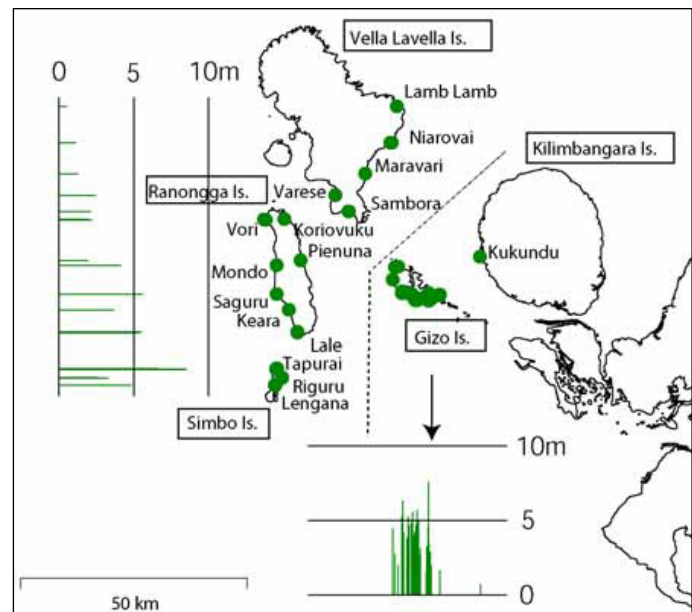 Vella Lavella Is.
0 5 10m
Lamb Lamb
Niarovai
Kilimbangara Is.
Maravari
Ranongga Is.
Varese
Sambora
Vori
Koriovuku
Pienuna
Kukundu
Mondo
Saguru
Keara
Gizo Is.
Lale
Tapurai
Riguru
Lengana
Simbo Is.
10m
5
0
50 km